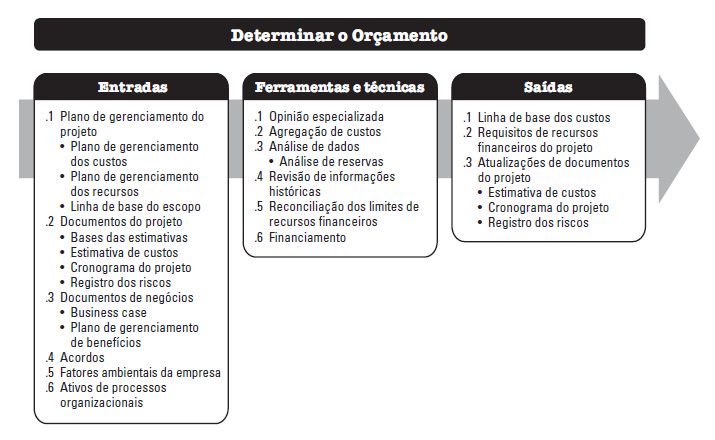 Determinar o Orçamento
Entradas
.1 Plano de gerenciamento do
projeto
• Plano de gerenciamento
dos custos
• Plano de gerenciamento
dos recursos
• Linha de base do escopo
.2 Documentos do projeto
• Bases das estimativas
• Estimativa de custos
• Cronograma do projeto
• Registro dos riscos
.3 Documentos de negócios
• Business case
• Plano de gerenciamento
de benefícios
.4 Acordos
.5 Fatores ambientais da empresa
.6 Ativos de processos
organizacionais
Ferramentas e técnicas
.1 Opinião especializada
.2 Agregação de custos
.3 Análise de dados
• Análise de reservas
.4 Revisão de informações
históricas
.5 Reconciliação dos limites de
recursos financeiros
.6 Financiamento
Saídas
.1 Linha de base dos custos
.2 Requisitos de recursos
financeiros do projeto
.3 Atualizações de documentos
do projeto
• Estimativa de custos
• Cronograma do projeto
• Registro dos riscos